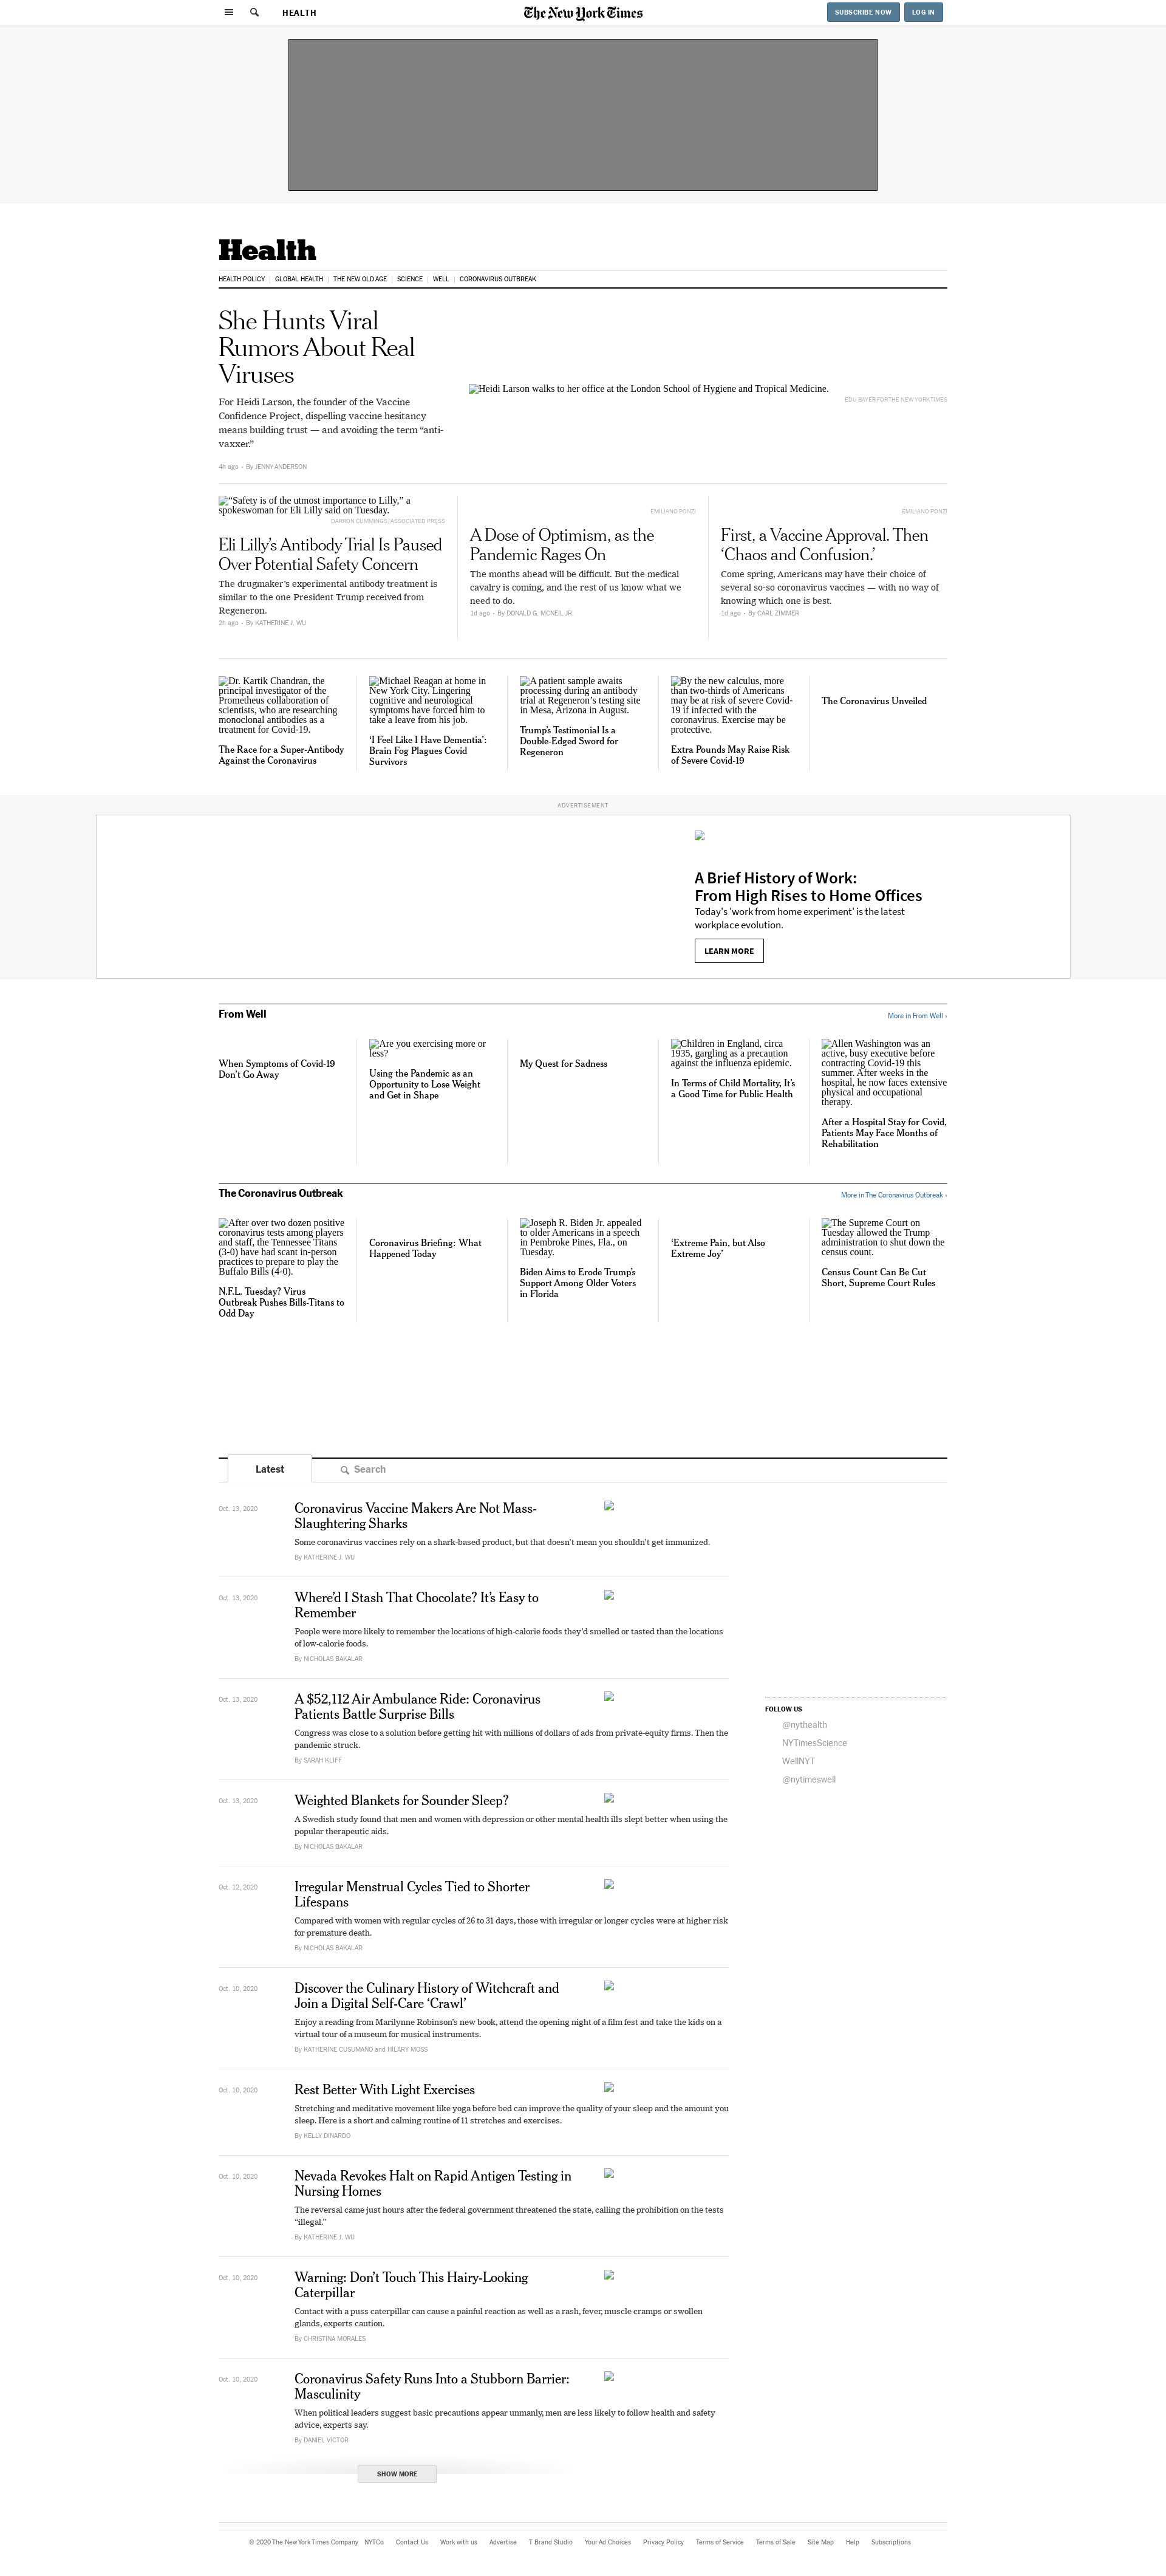 HEALTH
The New York Times
SUBSCRIBE NOW
LOG IN
Health
HEALTH POLICY
GLOBAL HEALTH
THE NEW OLD AGE
SCIENCE
WELL
CORONAVIRUS OUTBREAK
She Hunts Viral
Rumors About Real
Viruses
For Heidi Larson, the founder of the Vaccine
Confidence Project, dispelling vaccine hesitancy
means building trust — and avoiding the term “anti-
vaxxer.”
4h ago • By JENNY ANDERSON
Heidi Larson walks to her office at the London School of Hygiene and Tropical Medicine.
EDU BAYER FOR THE NEW YORK TIMES
“Safety is of the utmost importance to Lilly,” a
spokeswoman for Eli Lilly said on Tuesday.
DARRON CUMMINGS/ASSOCIATED PRESS
Eli Lilly’s Antibody Trial Is Paused
Over Potential Safety Concern
The drugmaker’s experimental antibody treatment is
similar to the one President Trump received from
Regeneron.
2h ago • By KATHERINE J. WU
EMILIANO PONZI
A Dose of Optimism, as the
Pandemic Rages On
The months ahead will be difficult. But the medical
cavalry is coming, and the rest of us know what we
need to do.
1d ago • By DONALD G. MCNEIL JR.
EMILIANO PONZI
First, a Vaccine Approval. Then
‘Chaos and Confusion.’
Come spring, Americans may have their choice of
several so-so coronavirus vaccines — with no way of
knowing which one is best.
1d ago • By CARL ZIMMER
Dr. Kartik Chandran, the
principal investigator of the
Prometheus collaboration of
scientists, who are researching
monoclonal antibodies as a
treatment for Covid-19.
The Race for a Super-Antibody
Against the Coronavirus
Michael Reagan at home in
New York City. Lingering
cognitive and neurological
symptoms have forced him to
take a leave from his job.
‘I Feel Like I Have Dementia’:
Brain Fog Plagues Covid
Survivors
A patient sample awaits
processing during an antibody
trial at Regeneron’s testing site
in Mesa, Arizona in August.
Trump’s Testimonial Is a
Double-Edged Sword for
Regeneron
By the new calculus, more
than two-thirds of Americans
may be at risk of severe Covid-
19 if infected with the
coronavirus. Exercise may be
protective.
Extra Pounds May Raise Risk
of Severe Covid-19
The Coronavirus Unveiled
ADVERTISEMENT
A Brief History of Work:
From High Rises to Home Offices
Today's 'work from home experiment' is the latest
workplace evolution.
LEARN MORE
From Well
More in From Well ›
When Symptoms of Covid-19
Don’t Go Away
Are you exercising more or
less?
Using the Pandemic as an
Opportunity to Lose Weight
and Get in Shape
My Quest for Sadness
Children in England, circa
1935, gargling as a precaution
against the influenza epidemic.
In Terms of Child Mortality, It’s
a Good Time for Public Health
Allen Washington was an
active, busy executive before
contracting Covid-19 this
summer. After weeks in the
hospital, he now faces extensive
physical and occupational
therapy.
After a Hospital Stay for Covid,
Patients May Face Months of
Rehabilitation
The Coronavirus Outbreak
More in The Coronavirus Outbreak ›
After over two dozen positive
coronavirus tests among players
and staff, the Tennessee Titans
(3-0) have had scant in-person
practices to prepare to play the
Buffalo Bills (4-0).
N.F.L. Tuesday? Virus
Outbreak Pushes Bills-Titans to
Odd Day
Coronavirus Briefing: What
Happened Today
Joseph R. Biden Jr. appealed
to older Americans in a speech
in Pembroke Pines, Fla., on
Tuesday.
Biden Aims to Erode Trump’s
Support Among Older Voters
in Florida
‘Extreme Pain, but Also
Extreme Joy’
The Supreme Court on
Tuesday allowed the Trump
administration to shut down the
census count.
Census Count Can Be Cut
Short, Supreme Court Rules
Latest
Search
Oct. 13, 2020
Coronavirus Vaccine Makers Are Not Mass-
Slaughtering Sharks
Some coronavirus vaccines rely on a shark-based product, but that doesn’t mean you shouldn’t get immunized.
By KATHERINE J. WU
Oct. 13, 2020
Where’d I Stash That Chocolate? It’s Easy to
Remember
People were more likely to remember the locations of high-calorie foods they’d smelled or tasted than the locations
of low-calorie foods.
By NICHOLAS BAKALAR
Oct. 13, 2020
A $52,112 Air Ambulance Ride: Coronavirus
Patients Battle Surprise Bills
Congress was close to a solution before getting hit with millions of dollars of ads from private-equity firms. Then the
pandemic struck.
By SARAH KLIFF
Oct. 13, 2020
Weighted Blankets for Sounder Sleep?
A Swedish study found that men and women with depression or other mental health ills slept better when using the
popular therapeutic aids.
By NICHOLAS BAKALAR
Oct. 12, 2020
Irregular Menstrual Cycles Tied to Shorter
Lifespans
Compared with women with regular cycles of 26 to 31 days, those with irregular or longer cycles were at higher risk
for premature death.
By NICHOLAS BAKALAR
Oct. 10, 2020
Discover the Culinary History of Witchcraft and
Join a Digital Self-Care ‘Crawl’
Enjoy a reading from Marilynne Robinson’s new book, attend the opening night of a film fest and take the kids on a
virtual tour of a museum for musical instruments.
By KATHERINE CUSUMANO and HILARY MOSS
Oct. 10, 2020
Rest Better With Light Exercises
Stretching and meditative movement like yoga before bed can improve the quality of your sleep and the amount you
sleep. Here is a short and calming routine of 11 stretches and exercises.
By KELLY DINARDO
Oct. 10, 2020
Nevada Revokes Halt on Rapid Antigen Testing in
Nursing Homes
The reversal came just hours after the federal government threatened the state, calling the prohibition on the tests
“illegal.”
By KATHERINE J. WU
Oct. 10, 2020
Warning: Don’t Touch This Hairy-Looking
Caterpillar
Contact with a puss caterpillar can cause a painful reaction as well as a rash, fever, muscle cramps or swollen
glands, experts caution.
By CHRISTINA MORALES
Oct. 10, 2020
Coronavirus Safety Runs Into a Stubborn Barrier:
Masculinity
When political leaders suggest basic precautions appear unmanly, men are less likely to follow health and safety
advice, experts say.
By DANIEL VICTOR
SHOW MORE
FOLLOW US
@nythealth
NYTimesScience
WellNYT
@nytimeswell
© 2020 The New York Times Company
NYTCo
Contact Us
Work with us
Advertise
T Brand Studio
Your Ad Choices
Privacy Policy
Terms of Service
Terms of Sale
Site Map
Help
Subscriptions